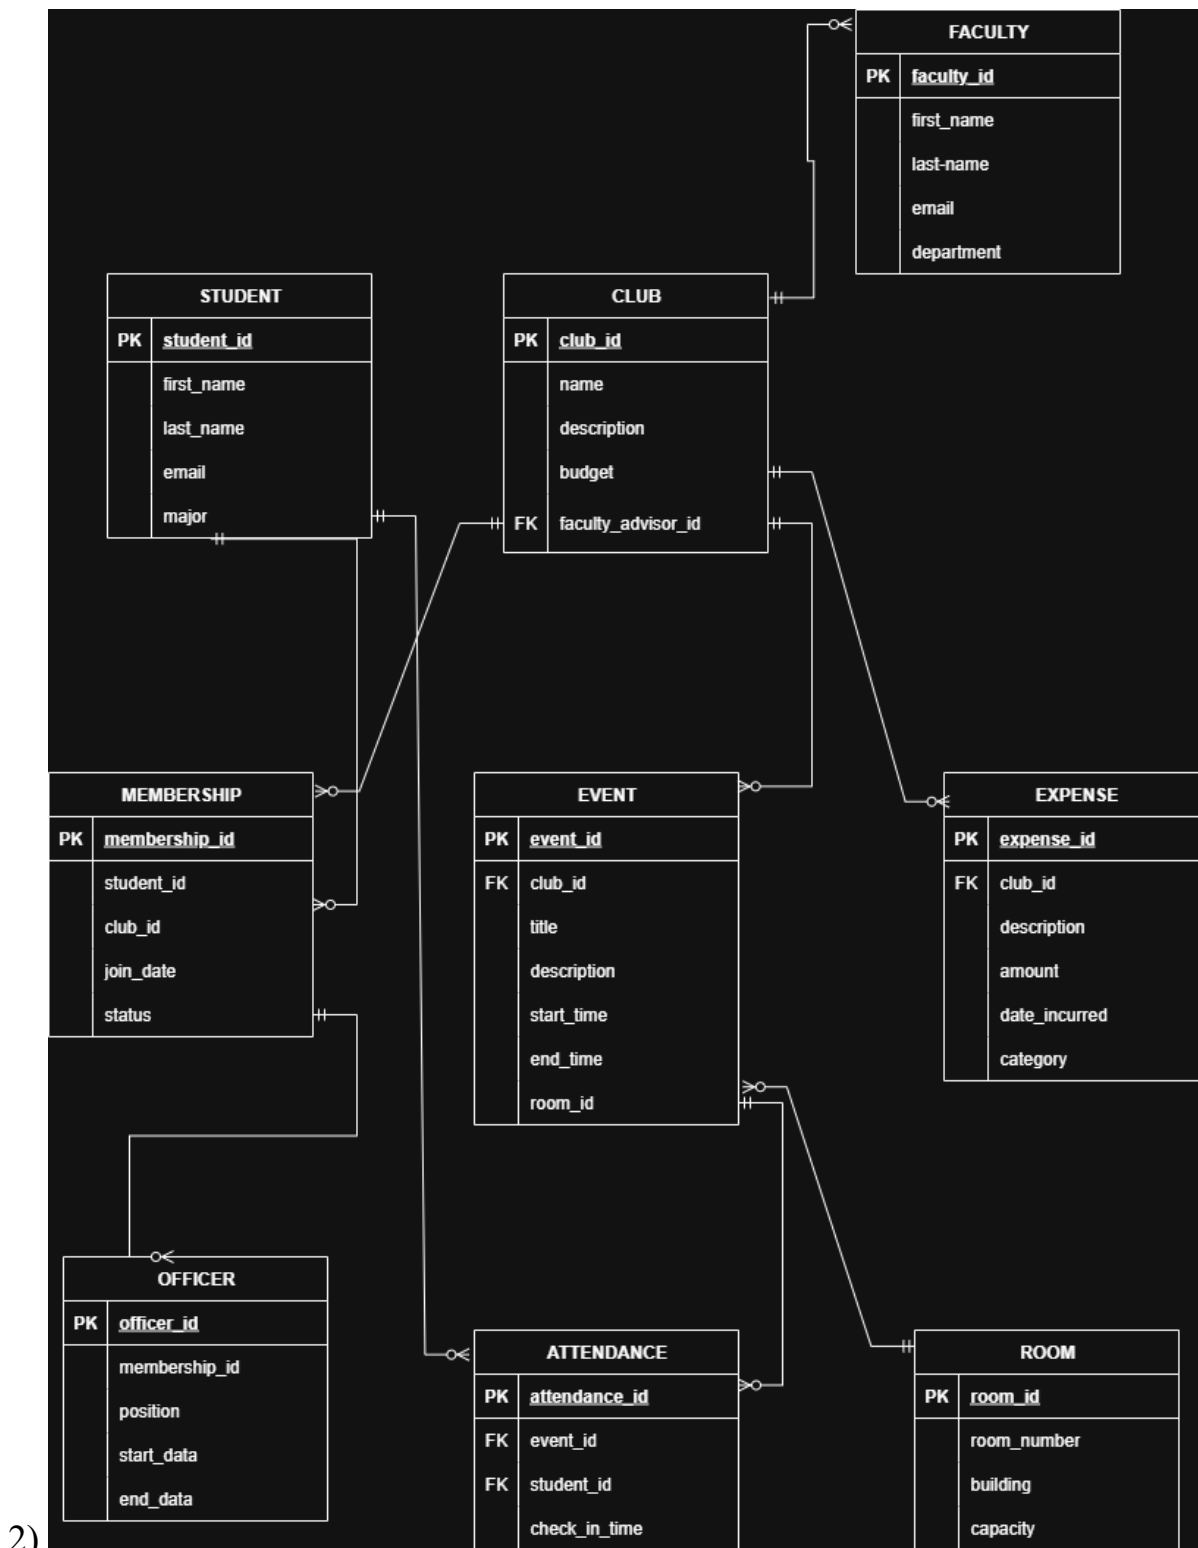 FACULTY
PK faculty_id
first_name
last-name
email
department
STUDENT
PK student_id
first_name
last_name
email
major
CLUB
PK club_id
name
description
budget
FK faculty_advisor_id
MEMBERSHIP
PK membership_id
student_id
club_id
join_date
status
EVENT
PK event_id
FK club_id
title
description
start_time
end_time
room_id
EXPENSE
PK expense_id
FK club_id
description
amount
date_incurred
category
OFFICER
PK officer_id
membership_id
position
start_data
end_data
ATTENDANCE
PK attendance_id
FK event_id
FK student_id
check_in_time
ROOM
PK room_id
room_number
building
capacity
2)